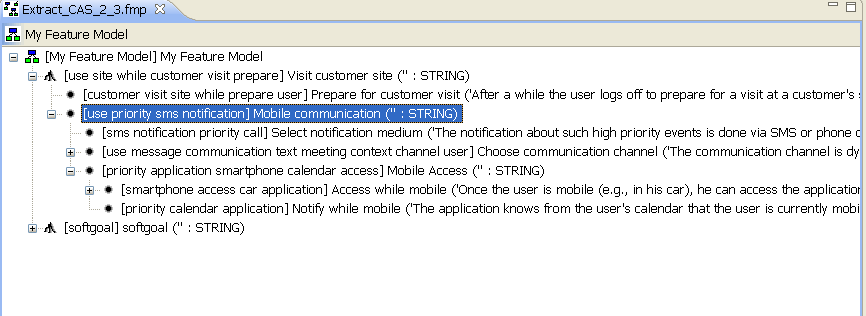 Extract_CAS_2_3.fmp
My Feature Model
[My Feature Model] My Feature Model
[use site while customer visit prepare] Visit customer site ('' : STRING)
[customer visit site while prepare user] Prepare for customer visit ('After a while the user logs off to prepare for a visit at a customer's
[use priority sms notification] Mobile communication ('' : STRING)
[sms notification priority call] Select notification medium ('The notification about such high priority events is done via SMS or phone
[use message communication text meeting context channel user] Choose communication channel ('The communication channel is
[priority application smartphone calendar access] Mobile Access ('' : STRING)
[smartphone access car application] Access while mobile ('Once the user is mobile (e.g., in his car), he can access the application
[priority calendar application] Notify while mobile ('The application knows from the user's calendar that the user is currently
[softgoal] softgoal ('' : STRING)